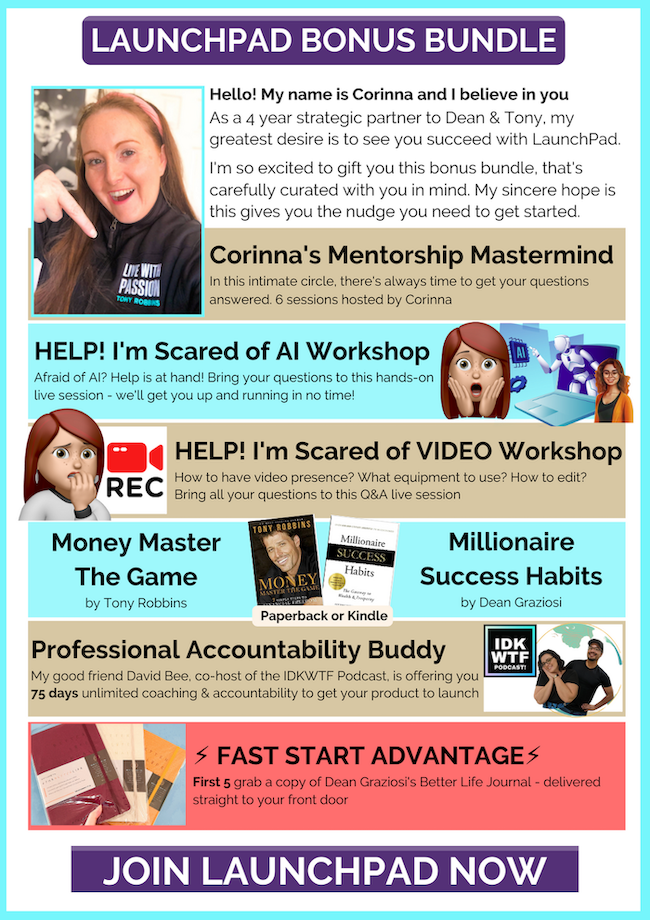 LAUNCHPAD BONUS BUNDLE
Hello! My name is Corinna and I believe in you
As a 4 year strategic partner to Dean & Tony, my
greatest desire is to see you succeed with LaunchPad.
I'm so excited to gift you this bonus bundle, that's
carefully curated with you in mind. My sincere hope is
this gives you the nudge you need to get started.
LIVE WITH
PASSION
TONY ROBBINS
Corinna's Mentorship Mastermind
In this intimate circle, there's always time to get your questions
answered. 6 sessions hosted by Corinna
HELP! I'm Scared of AI Workshop
Afraid of AI? Help is at hand! Bring your questions to this hands-on
live session - we'll get you up and running in no time!
AI
REC
HELP! I'm Scared of VIDEO Workshop
How to have video presence? What equipment to use? How to edit?
Bring all your questions to this Q&A live session
Money Master
The Game
by Tony Robbins
TONY ROBBINS
MONEY
MASTER THE GAME
Millionaire
SUCCESS
Habits
The Gateway to
Wealth & Prosperity
Paperback or Kindle
Millionaire
Success Habits
by Dean Graziosi
Professional Accountability Buddy
My good friend David Bee, co-host of the IDKWTF Podcast, is offering you
75 days unlimited coaching & accountability to get your product to launch
IDK
WTF
PODCAST!
⚡ FAST START ADVANTAGE⚡
First 5 grab a copy of Dean Graziosi's Better Life Journal - delivered
straight to your front door
JOIN LAUNCHPAD NOW